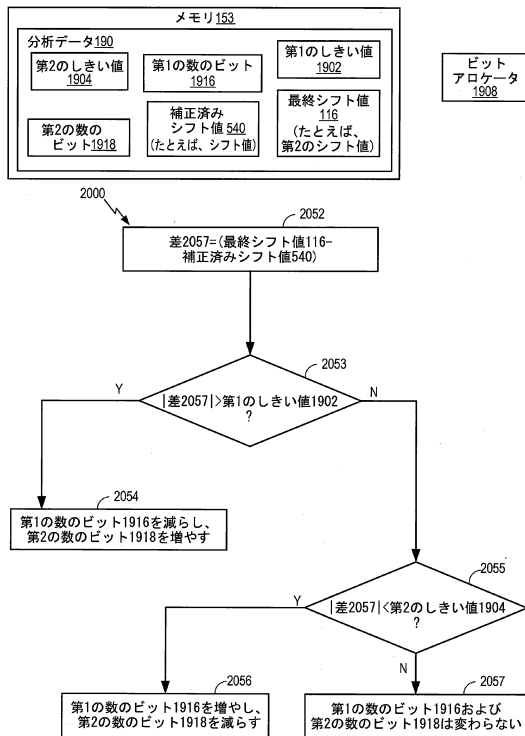 メモリ153
分析データ190
第2のしきい値
1904
第1の数のビット
1916
第1のしきい値
1902
第2の数の
ビット1918
補正済み
シフト値540
(たとえば、シフト値)
最終シフト値
116
(たとえば、
第2のシフト値)
ビット
アロケータ
1908
2000
2052
差2057=(最終シフト値116-
補正済みシフト値540)
2053
|差2057|>第1のしきい値1902
?
Y
N
2054
第1の数のビット1916を減らし、
第2の数のビット1918を増やす
2055
|差2057|<第2のしきい値1904
?
Y
N
2056
第1の数のビット1916を増やし、
第2の数のビット1918を減らす
2057
第1の数のビット1916および
第2の数のビット1918は変わらない